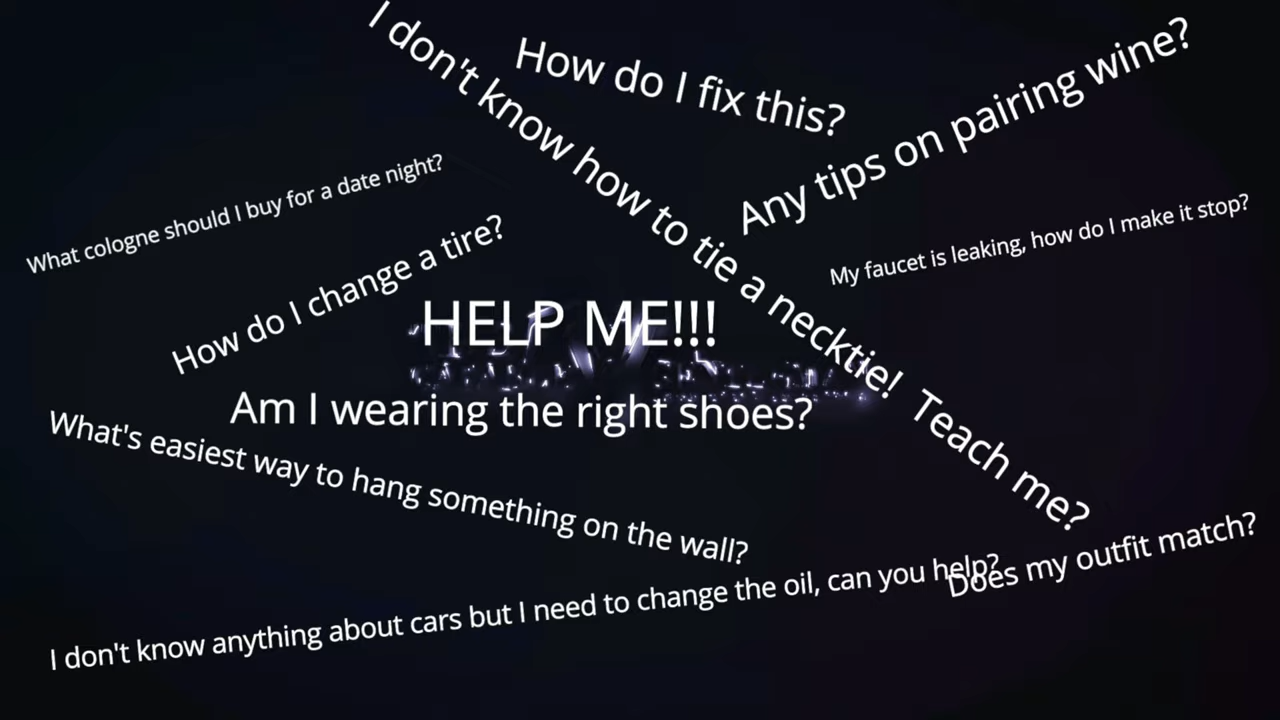 I don't know how to tie a necktie! Teach me?
How do I fix this?
Any tips on pairing wine?
What cologne should I buy for a date night?
My faucet is leaking, how do I make it stop?
How do I change a tire?
HELP ME!!!
Am I wearing the right shoes?
What's easiest way to hang something on the wall?
Does my outfit match?
I don't know anything about cars but I need to change the oil, can you help?